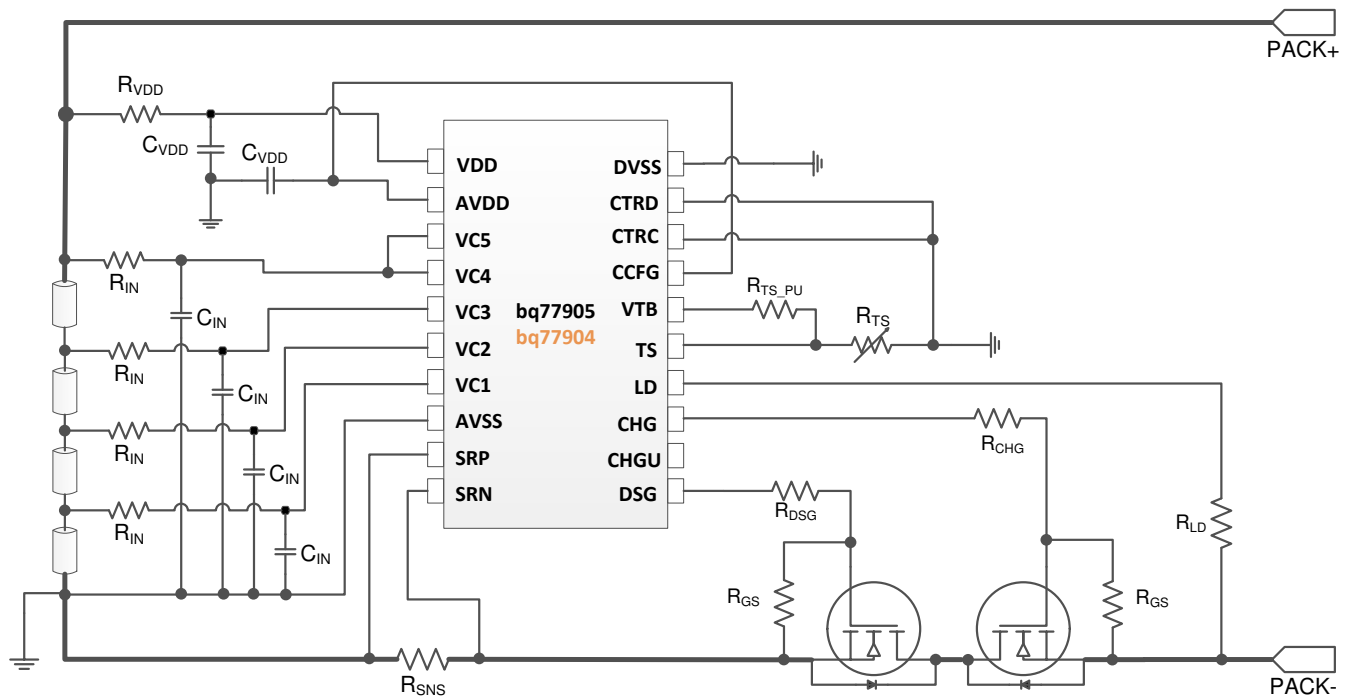 PACK+
RVDD
CVDD
CVDD
VDD
DVSS
AVDD
CTRD
VC5
CTRC
RIN
VC4
CCFG
CIN
VC3
bq77905
VTB
RTS_PU
RTS
bq77904
RIN
VC2
TS
CIN
VC1
LD
RIN
AVSS
CHG
RCHG
CIN
SRP
CHGU
RIN
SRN
DSG
RDSG
RLD
CIN
RGS
RGS
RSNS
PACK-